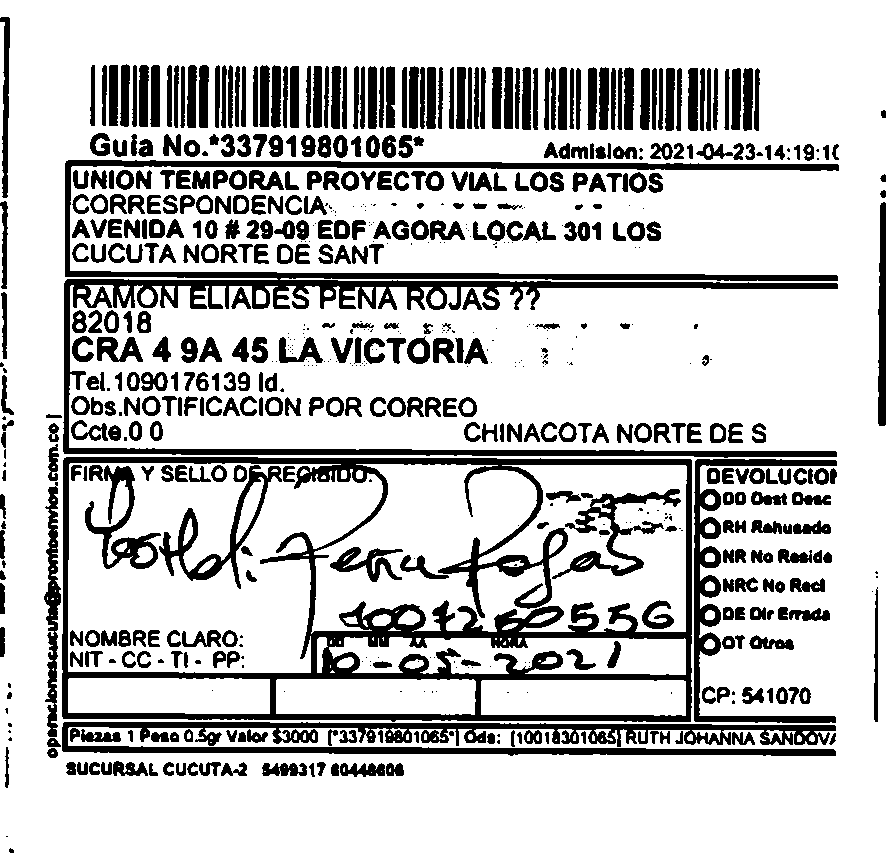 Guia No.*337919801065*
Admision: 2021-04-23-14:19:10
UNION TEMPORAL PROYECTO VIAL LOS PATIOS
CORRESPONDENCIA
AVENIDA 10 # 29-09 EDF AGORA LOCAL 301 LOS
CUCUTA NORTE DE SANT
RAMON ELIADES PENA ROJAS ??
82018
CRA 4 9A 45 LA VICTORIA
Tel.1090176139 Id.
Obs.NOTIFICACION POR CORREO
Ccte.0 0
CHINACOTA NORTE DE S
operacionescucuta@prontoenvios.com.co |
FIRMA Y SELLO DE RECIBIDO:
Peña Rojas
1007250556
NOMBRE CLARO:
NIT - CC - TI - PP:
DD MM AA HORA
10-05-2021
DEVOLUCION
DD Dest Desc
RH Rehusado
NR No Reside
NRC No Recl
DE Dir Errada
OT Otros
CP: 541070
Piezas 1 Peso 0.5gr Valor $3000 [*337919801065*] Ods: [10018301065] RUTH JOHANNA SANDOVA
SUCURSAL CUCUTA-2 5499317 60448606